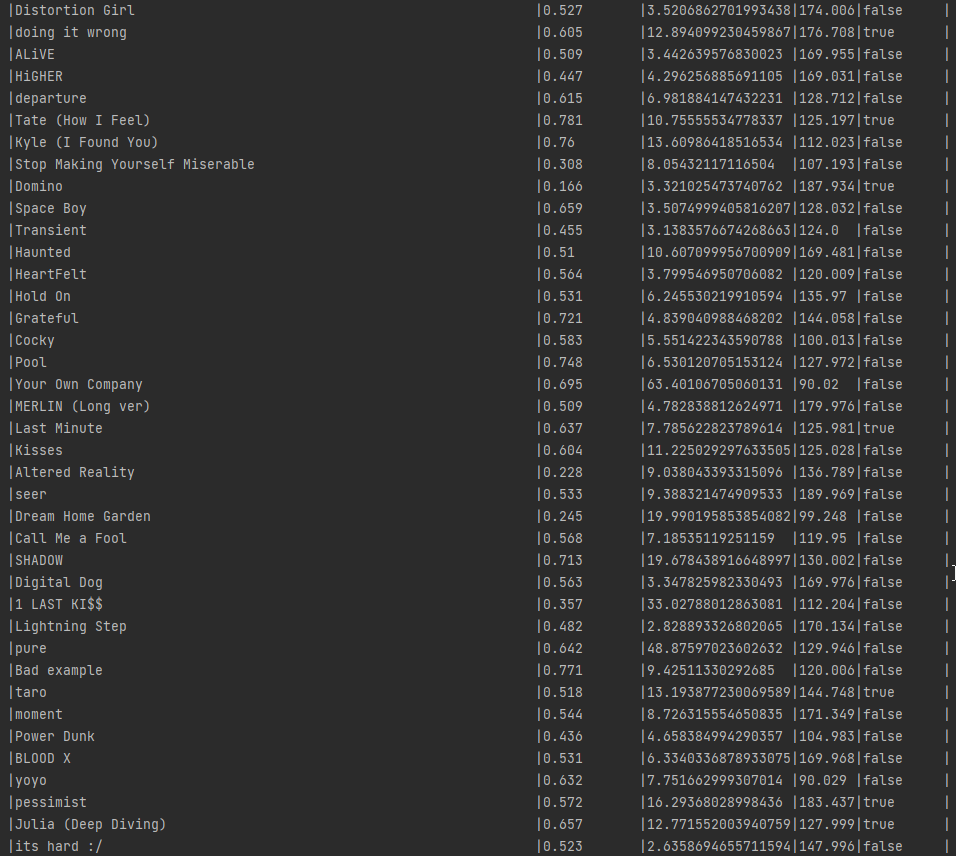 |Distortion Girl |0.527 |3.5206862701993438|174.006|false |
|doing it wrong |0.605 |12.894099230459867|176.708|true |
|ALiVE |0.509 |3.442639576830023 |169.955|false |
|HiGHER |0.447 |4.296256885691105 |169.031|false |
|departure |0.615 |6.981884147432231 |128.712|false |
|Tate (How I Feel) |0.781 |10.75555534778337 |125.197|true |
|Kyle (I Found You) |0.76 |13.60986418516534 |112.023|false |
|Stop Making Yourself Miserable |0.308 |8.05432117116504 |107.193|false |
|Domino |0.166 |3.321025473740762 |187.934|true |
|Space Boy |0.659 |3.5074999405816207|128.032|false |
|Transient |0.455 |3.1383576674268663|124.0 |false |
|Haunted |0.51 |10.607099956700909|169.481|false |
|HeartFelt |0.564 |3.799546950706082 |120.009|false |
|Hold On |0.531 |6.245530219910594 |135.97 |false |
|Grateful |0.721 |4.839040988468202 |144.058|false |
|Cocky |0.583 |5.551422343590788 |100.013|false |
|Pool |0.748 |6.530120705153124 |127.972|false |
|Your Own Company |0.695 |63.40106705060131 |90.02 |false |
|MERLIN (Long ver) |0.509 |4.782838812624971 |179.976|false |
|Last Minute |0.637 |7.785622823789614 |125.981|true |
|Kisses |0.604 |11.225029297633505|125.028|false |
|Altered Reality |0.228 |9.038043393315096 |136.789|false |
|seer |0.533 |9.388321474909533 |189.969|false |
|Dream Home Garden |0.245 |19.990195853854082|99.248 |false |
|Call Me a Fool |0.568 |7.18535119251159 |119.95 |false |
|SHADOW |0.713 |19.678438916648997|130.002|false |
|Digital Dog |0.563 |3.347825982330493 |169.976|false |
|1 LAST KI$$ |0.357 |33.02788012863081 |112.204|false |
|Lightning Step |0.482 |2.828893326802065 |170.134|false |
|pure |0.642 |48.87597023602632 |129.946|false |
|Bad example |0.771 |9.42511330292685 |120.006|false |
|taro |0.518 |13.193877230069589|144.748|true |
|moment |0.544 |8.726315554650835 |171.349|false |
|Power Dunk |0.436 |4.658384994290357 |104.983|false |
|BLOOD X |0.531 |6.3340336878933075|169.968|false |
|yoyo |0.632 |7.751662999307014 |90.029 |false |
|pessimist |0.572 |16.29368028998436 |183.437|true |
|Julia (Deep Diving) |0.657 |12.771552003940759|127.999|true |
|its hard :/ |0.523 |2.6358694655711594|147.996|false |